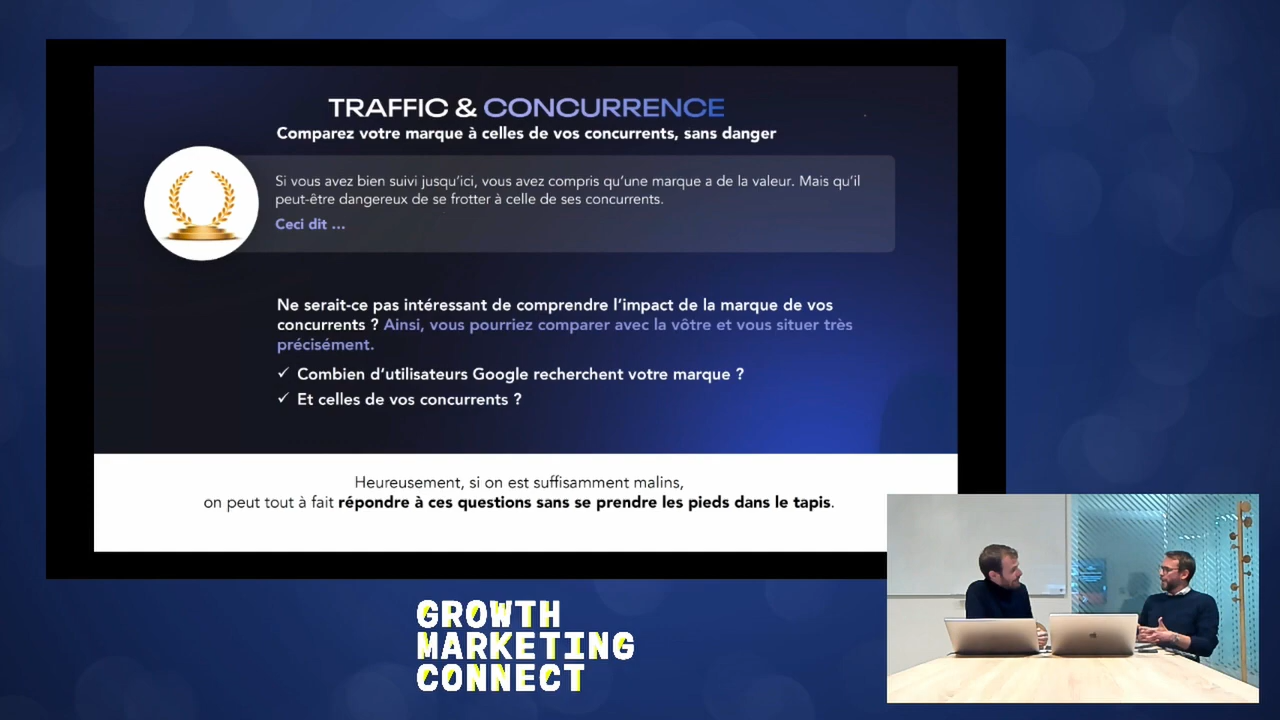 TRAFFIC & CONCURRENCE
Comparez votre marque à celles de vos concurrents, sans danger
Si vous avez bien suivi jusqu'ici, vous avez compris qu'une marque a de la valeur. Mais qu'il
peut-être dangereux de se frotter à celle de ses concurrents.
Ceci dit ...
Ne serait-ce pas intéressant de comprendre l'impact de la marque de vos
concurrents ? Ainsi, vous pourriez comparer avec la vôtre et vous situer très
précisément.
✓ Combien d'utilisateurs Google recherchent votre marque ?
✓ Et celles de vos concurrents ?
Heureusement, si on est suffisamment malins,
on peut tout à fait répondre à ces questions sans se prendre les pieds dans le tapis.
GROWTH
MARKETING
CONNECT